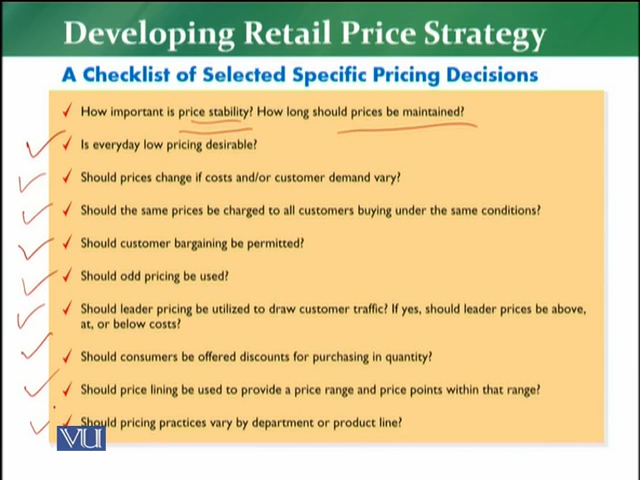 Developing Retail Price Strategy
A Checklist of Selected Specific Pricing Decisions
How important is price stability? How long should prices be maintained?
Is everyday low pricing desirable?
Should prices change if costs and/or customer demand vary?
Should the same prices be charged to all customers buying under the same conditions?
Should customer bargaining be permitted?
Should odd pricing be used?
Should leader pricing be utilized to draw customer traffic? If yes, should leader prices be above,
at, or below costs?
Should consumers be offered discounts for purchasing in quantity?
Should price lining be used to provide a price range and price points within that range?
Should pricing practices vary by department or product line?
VU